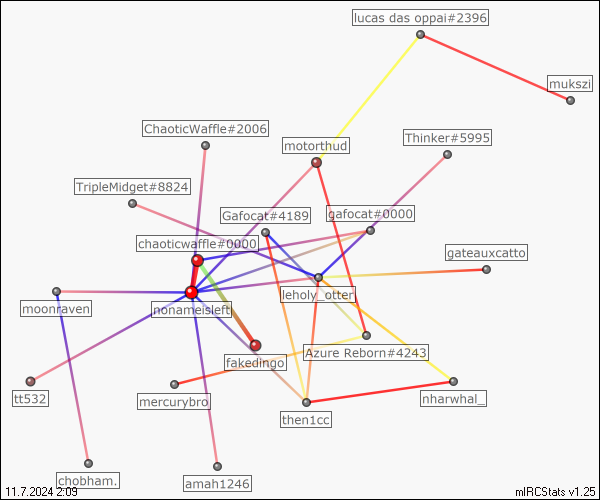 lucas das oppai#2396
mukszi
ChaoticWaffle#2006
motorthud
Thinker#5995
TripleMidget#8824
Gafocat#4189
gafocat#0000
chaoticwaffle#0000
gateauxcatto
moonraven
nonameisleft
leholy_otter
fakedingo
Azure Reborn#4243
tt532
mercurybro
then1cc
nharwhal_
chobham.
amah1246
11.7.2024 2:09
mIRCStats v1.25